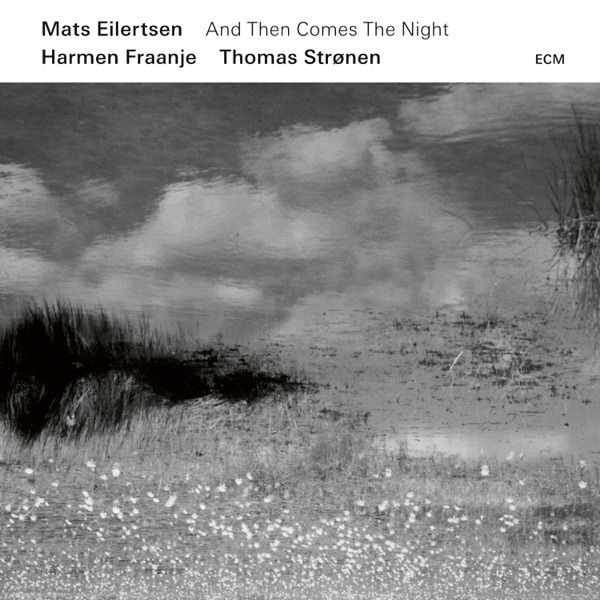 Mats Eilertsen And Then Comes The Night
Harmen Fraanje Thomas Strønen
ECM